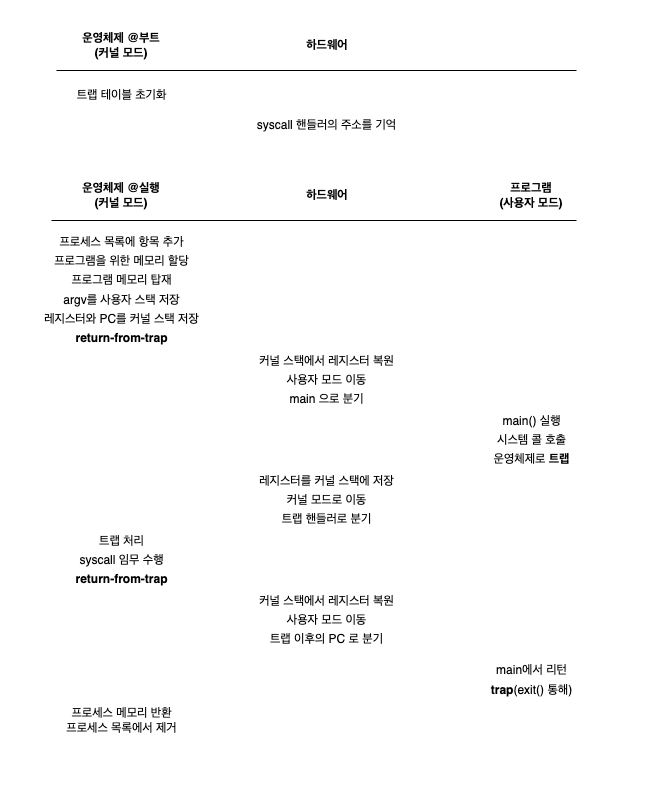 운영체제 @부트
(커널 모드)
하드웨어
트랩 테이블 초기화
syscall 핸들러의 주소를 기억
운영체제 @실행
(커널 모드)
하드웨어
프로그램
(사용자 모드)
프로세스 목록에 항목 추가
프로그램을 위한 메모리 할당
프로그램 메모리 탑재
argv를 사용자 스택 저장
레지스터와 PC를 커널 스택 저장
return-from-trap
커널 스택에서 레지스터 복원
사용자 모드 이동
main 으로 분기
main() 실행
시스템 콜 호출
운영체제로 트랩
레지스터를 커널 스택에 저장
커널 모드로 이동
트랩 핸들러로 분기
트랩 처리
syscall 임무 수행
return-from-trap
커널 스택에서 레지스터 복원
사용자 모드 이동
트랩 이후의 PC 로 분기
main에서 리턴
trap(exit() 통해)
프로세스 메모리 반환
프로세스 목록에서 제거